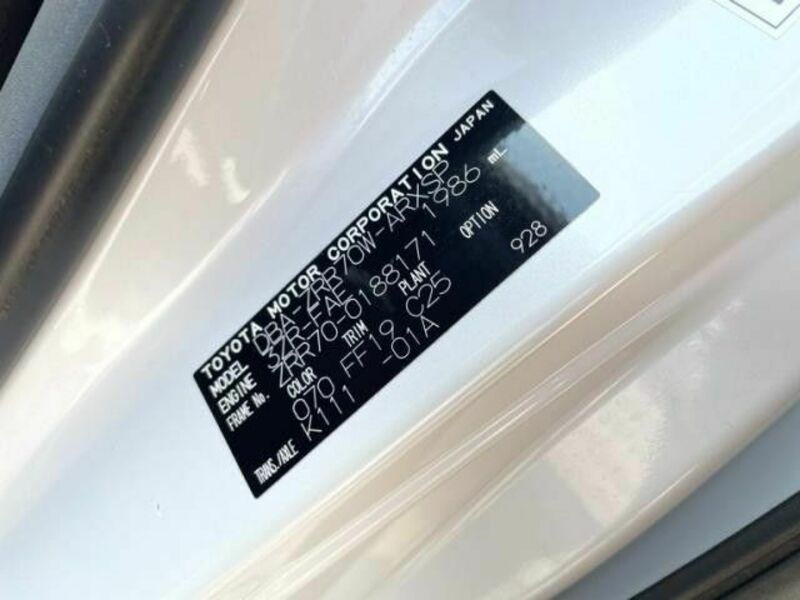 TOYOTA MOTOR CORPORATION JAPAN
MODEL DBA-ZRR70W-ARXSP
ENGINE 3ZR-FAE 1986 mL
FRAME No. ZRR70-0188171
COLOR TRIM PLANT OPTION
070 FF19 C25 928
TRANS./AXLE K111 -01A